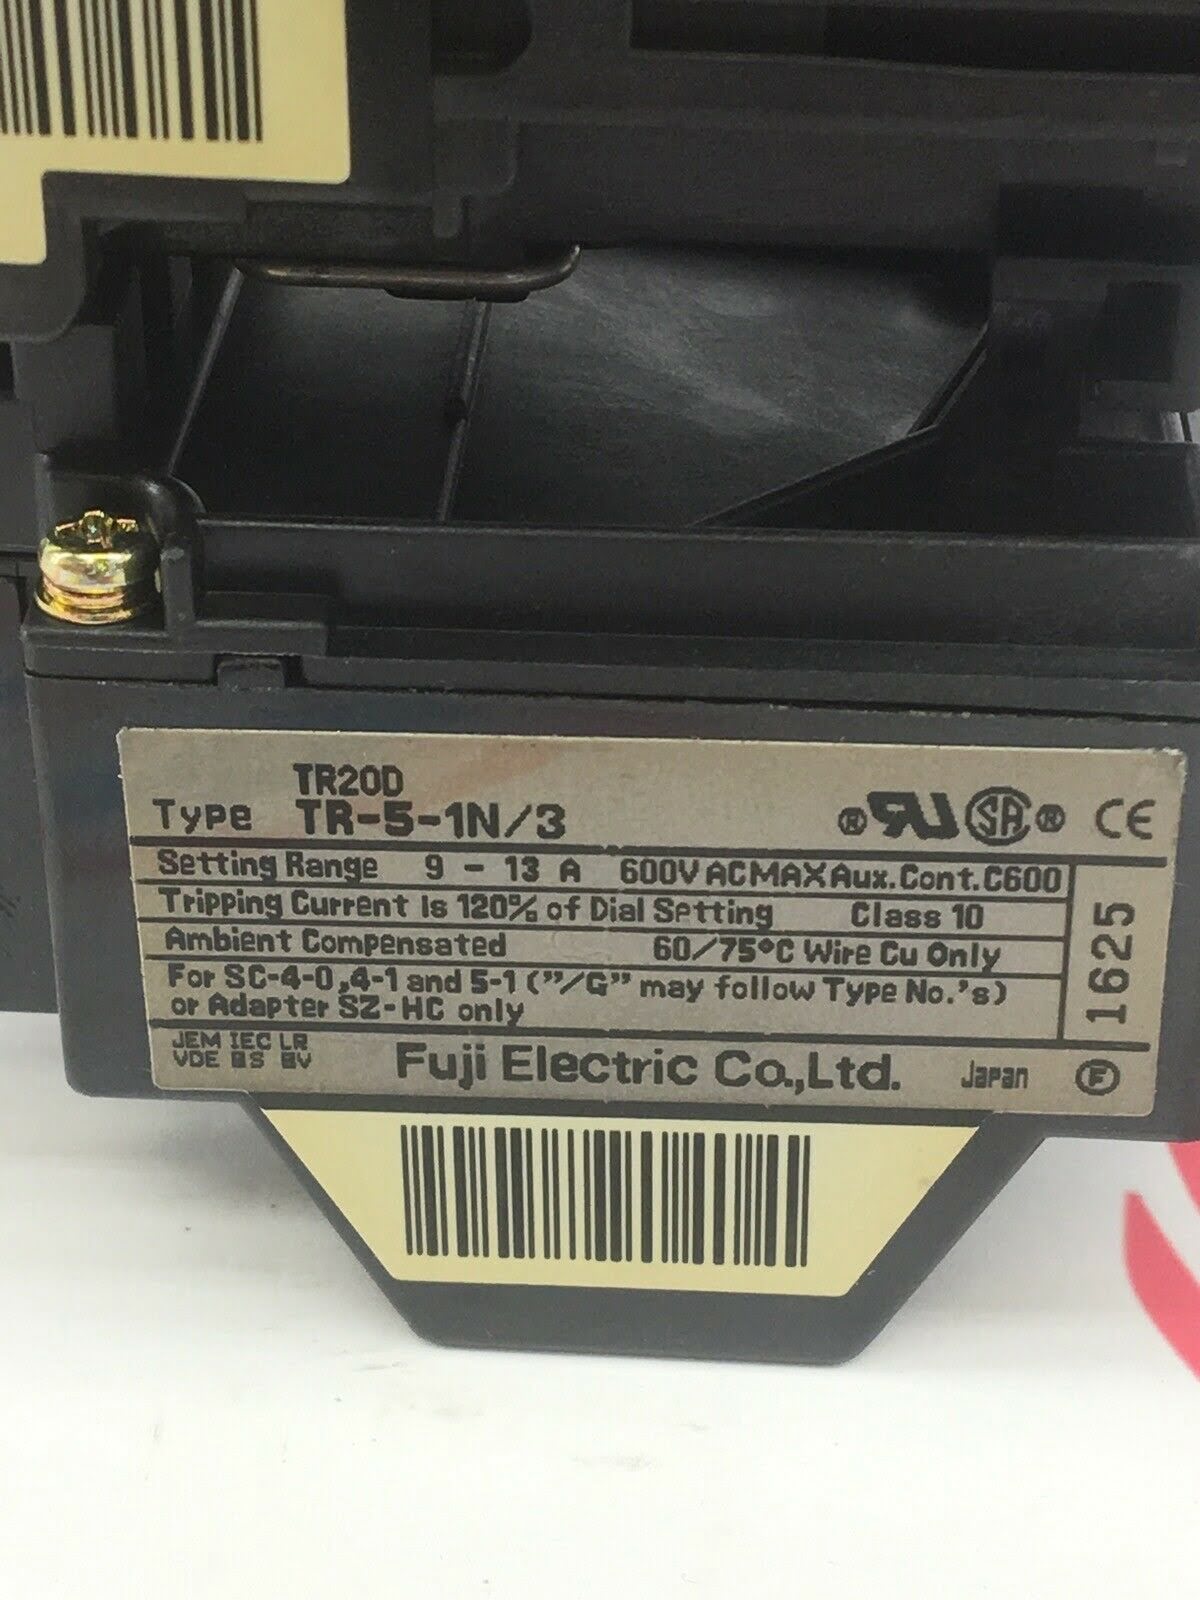 TR20D
Type TR-5-1N/3
® RU SA ® CE
Setting Range 9 - 13 A 600V AC MAX Aux.Cont.C600
Tripping Current Is 120% of Dial Setting Class 10
Ambient Compensated 60/75°C Wire Cu Only
For SC-4-0,4-1 and 5-1 ("/G" may follow Type No.'s)
or Adapter SZ-HC only
1625
JEM IEC LR
VDE BS
Fuji Electric Co.,Ltd. Japan F